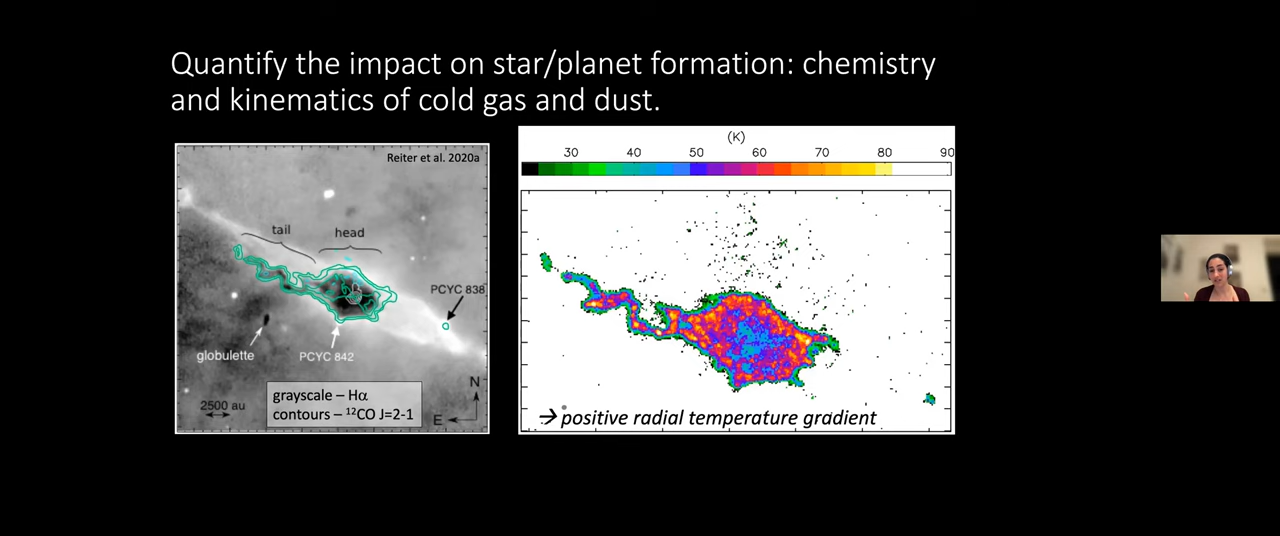 Quantify the impact on star/planet formation: chemistry
and kinematics of cold gas and dust.
Reiter et al. 2020a
tail
head
PCYC 838
globulette
PCYC 842
2500 au
grayscale – Hα
contours – ¹²CO J=2-1
N
E
(K)
30 40 50 60 70 80 90
→ positive radial temperature gradient